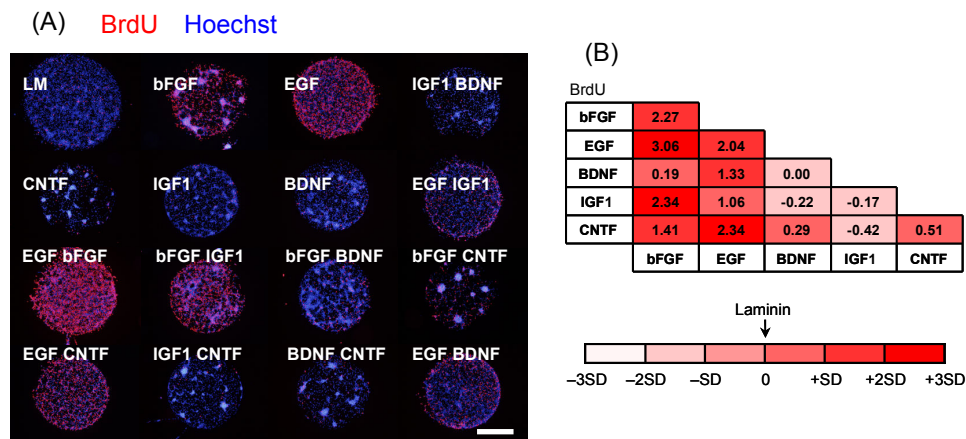 (A) BrdU Hoechst
LM bFGF EGF IGF1 BDNF
CNTF IGF1 BDNF EGF IGF1
EGF bFGF bFGF IGF1 bFGF BDNF bFGF CNTF
EGF CNTF IGF1 CNTF BDNF CNTF EGF BDNF
(B)
BrdU
bFGF 2.27
EGF 3.06 2.04
BDNF 0.19 1.33 0.00
IGF1 2.34 1.06 -0.22 -0.17
CNTF 1.41 2.34 0.29 -0.42 0.51
bFGF EGF BDNF IGF1 CNTF
Laminin
−3SD −2SD −SD 0 +SD +2SD +3SD